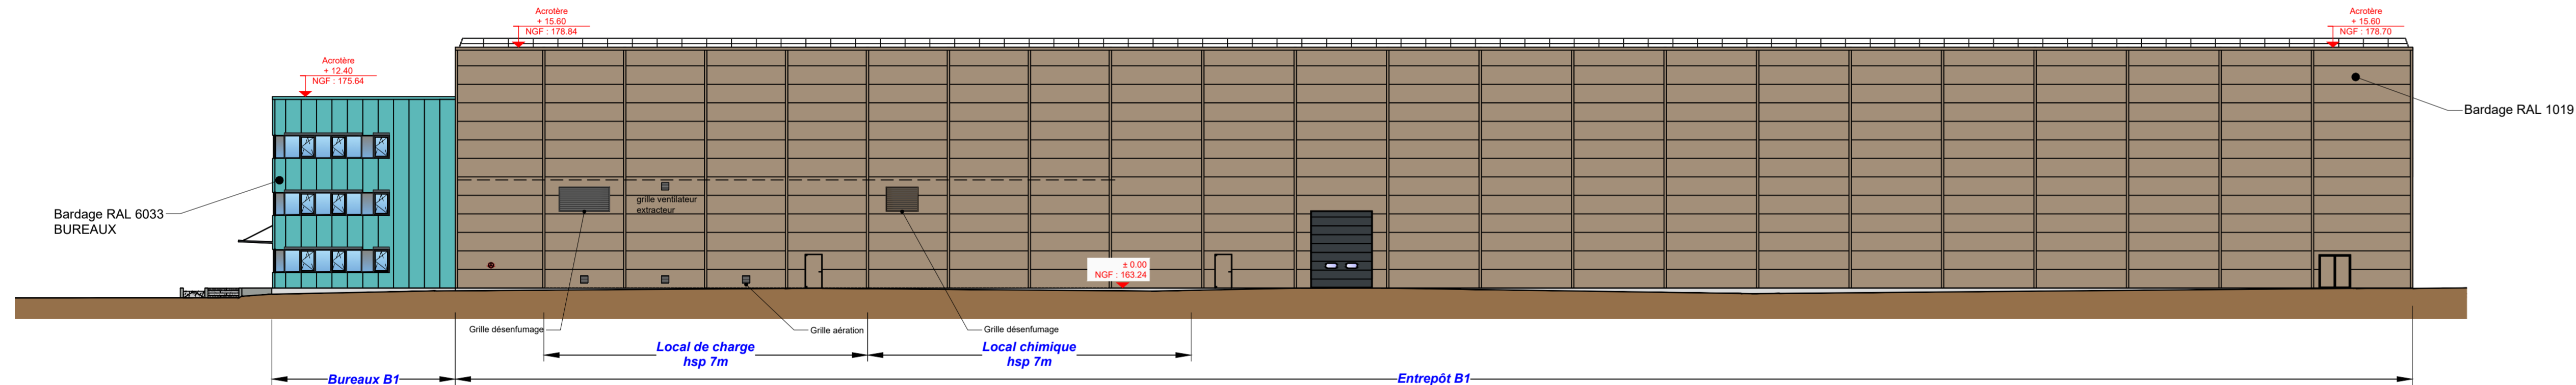 Acrotère
+ 15.60
NGF : 178.84
Acrotère
+ 15.60
NGF : 178.70
Acrotère
+ 12.40
NGF : 175.64
Bardage RAL 1019
Bardage RAL 6033
BUREAUX
grille ventilateur
extracteur
± 0.00
NGF : 163.24
Grille désenfumage
Grille aération
Grille désenfumage
Local de charge
hsp 7m
Local chimique
hsp 7m
Bureaux B1
Entrepôt B1